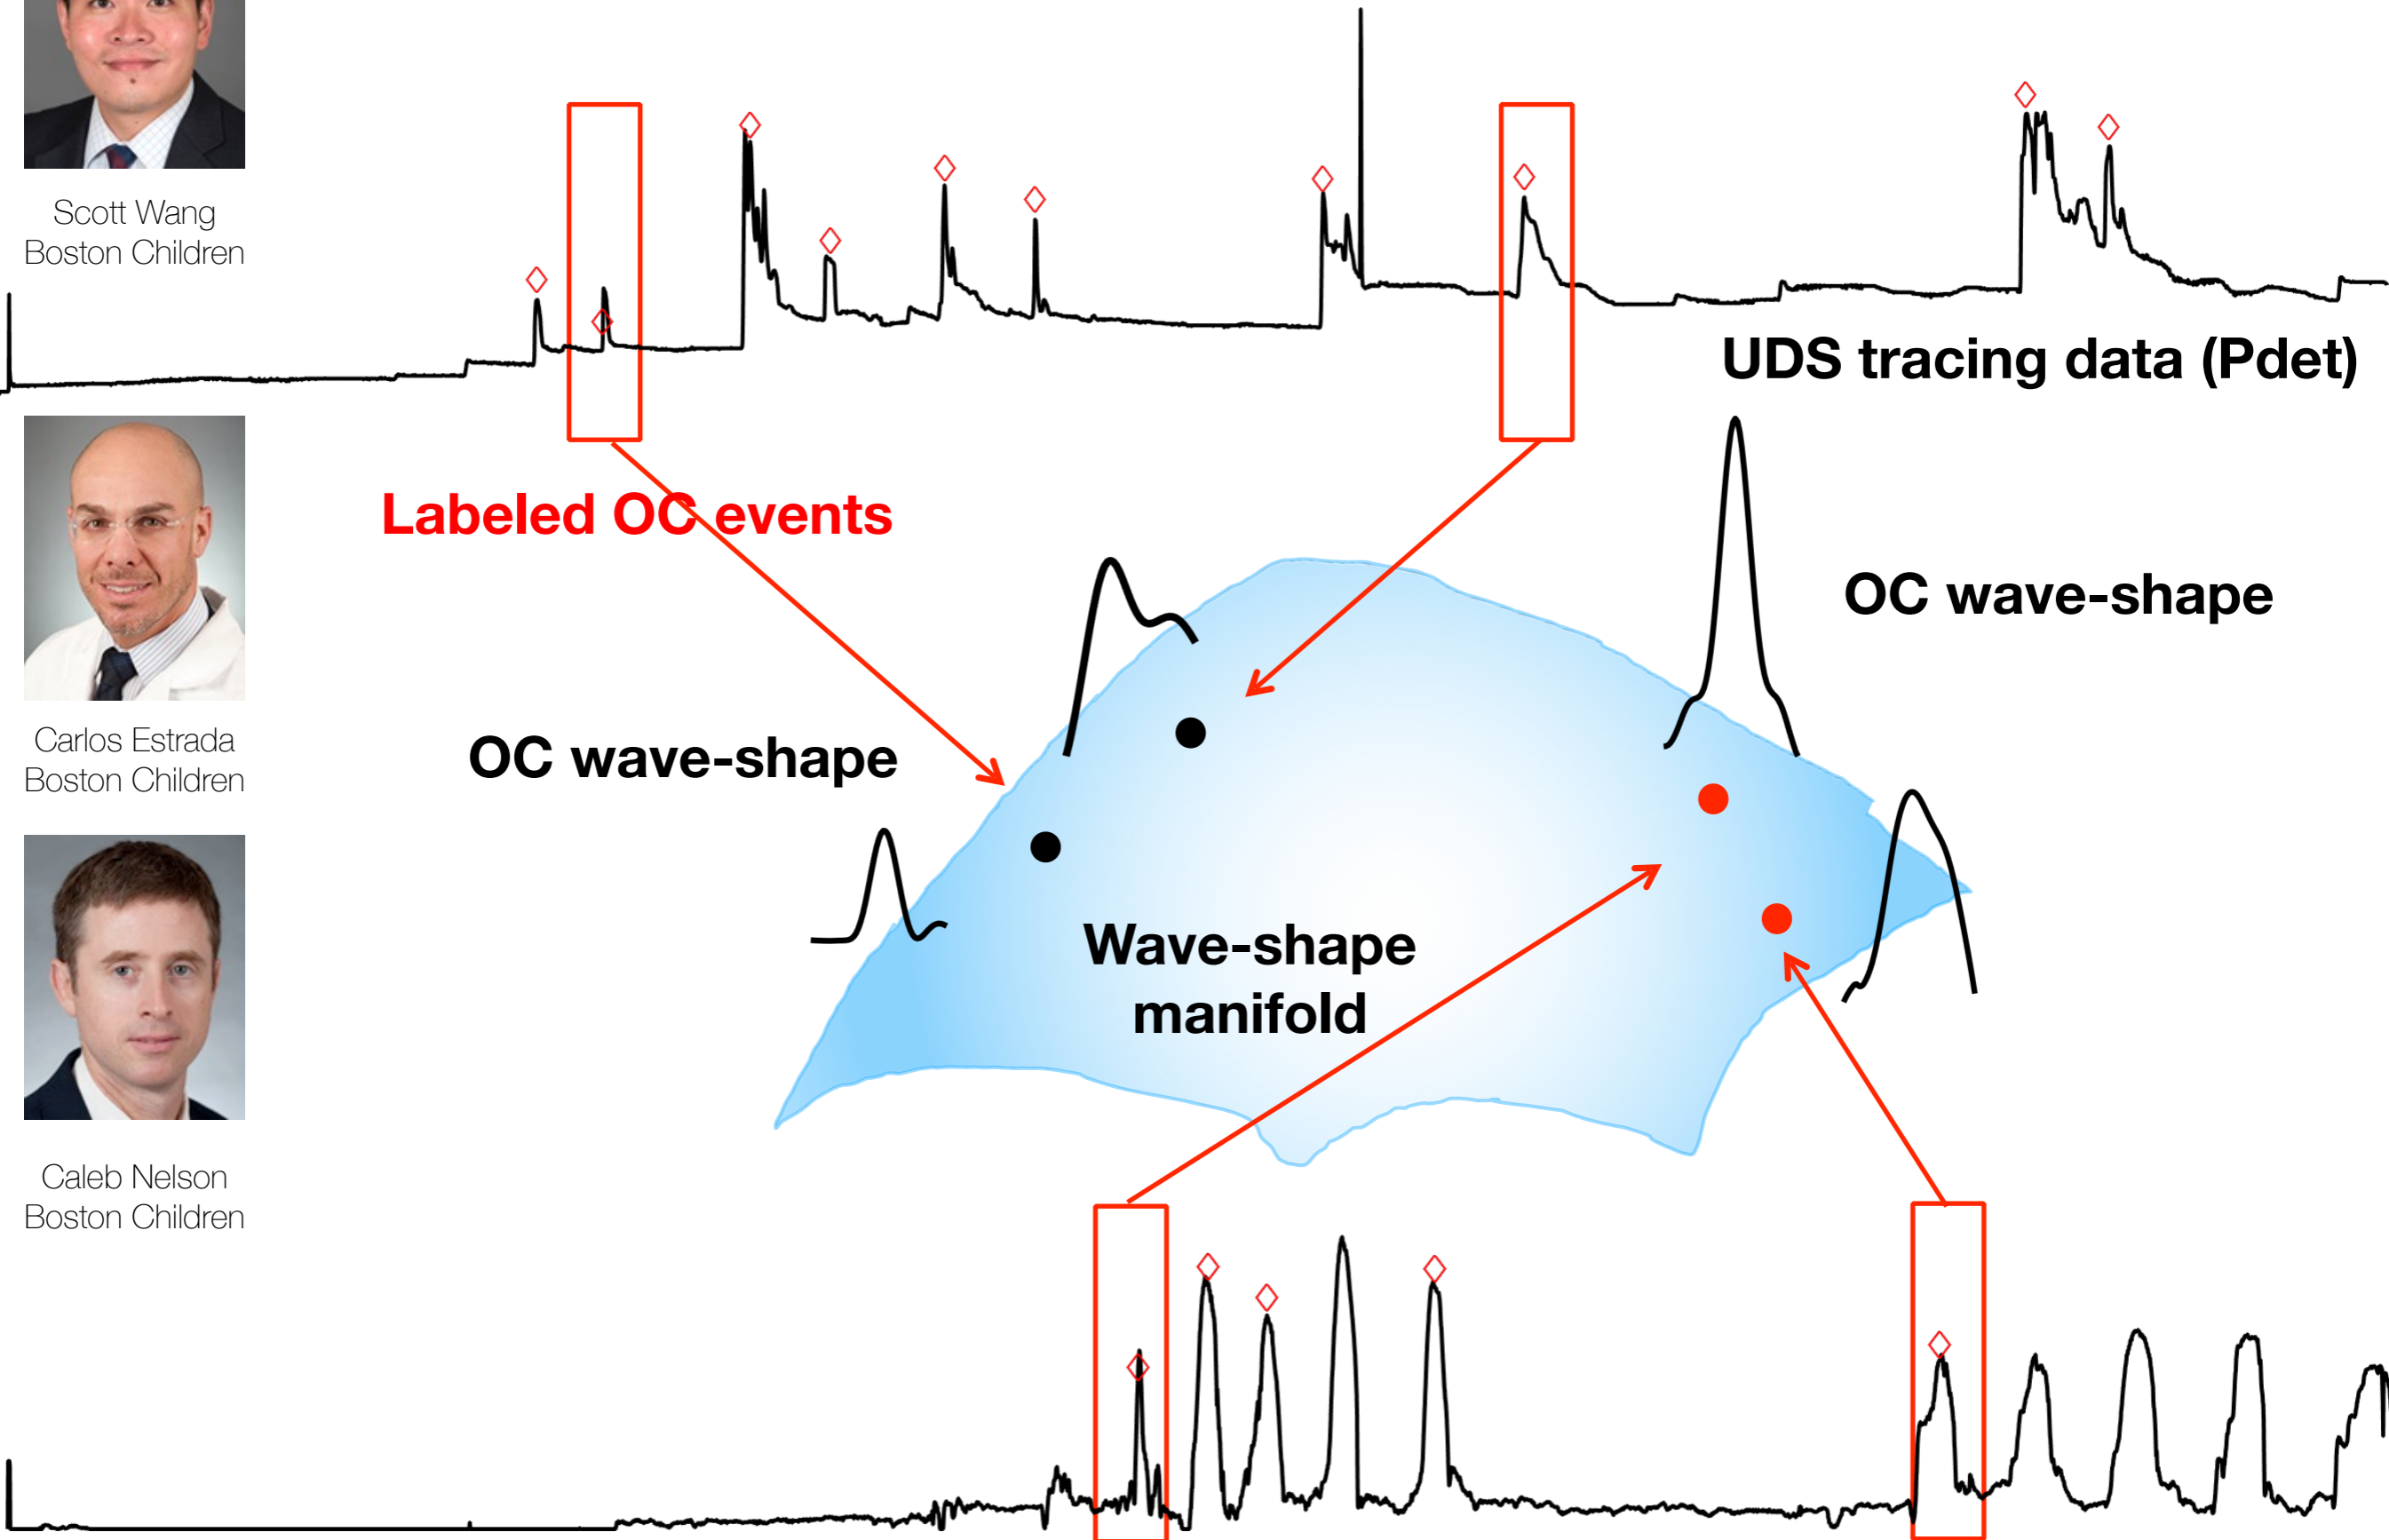 Scott Wang
Boston Children
UDS tracing data (Pdet)
Labeled OC events
OC wave-shape
Carlos Estrada
Boston Children
OC wave-shape
Wave-shape
manifold
Caleb Nelson
Boston Children